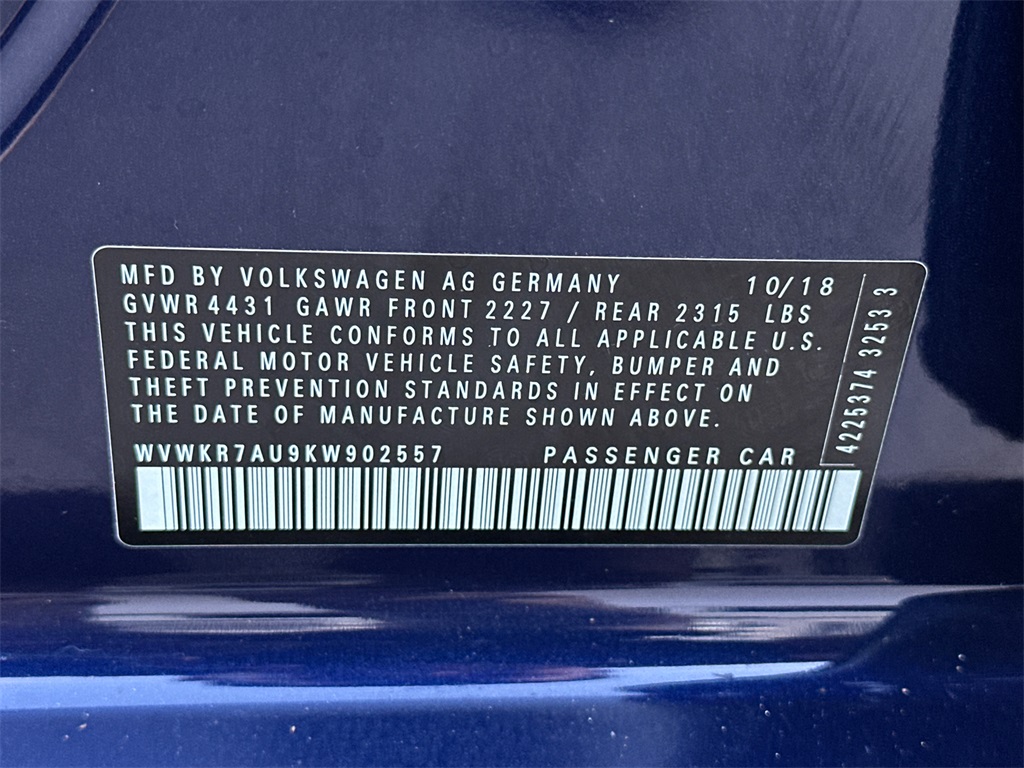 MFD BY VOLKSWAGEN AG GERMANY 10/18
GVWR 4431 GAWR FRONT 2227 / REAR 2315 LBS
THIS VEHICLE CONFORMS TO ALL APPLICABLE U.S.
FEDERAL MOTOR VEHICLE SAFETY, BUMPER AND
THEFT PREVENTION STANDARDS IN EFFECT ON
THE DATE OF MANUFACTURE SHOWN ABOVE.
WVWKR7AU9KW902557 PASSENGER CAR
4225374 3253 3